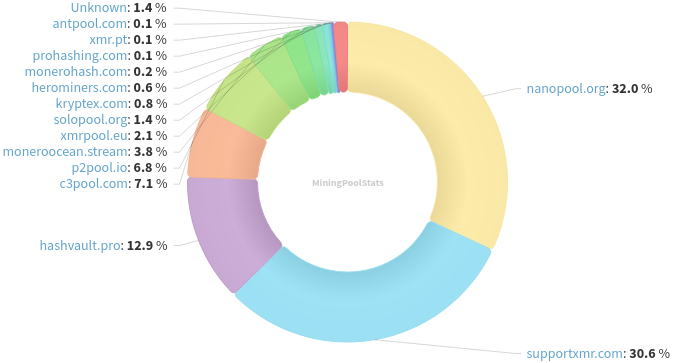 Unknown: 1.4 %
antpool.com: 0.1 %
xmr.pt: 0.1 %
prohashing.com: 0.1 %
monerohash.com: 0.2 %
herominers.com: 0.6 %
kryptex.com: 0.8 %
solopool.org: 1.4 %
xmrpool.eu: 2.1 %
moneroocean.stream: 3.8 %
p2pool.io: 6.8 %
c3pool.com: 7.1 %
hashvault.pro: 12.9 %
nanopool.org: 32.0 %
MiningPoolStats
supportxmr.com: 30.6 %